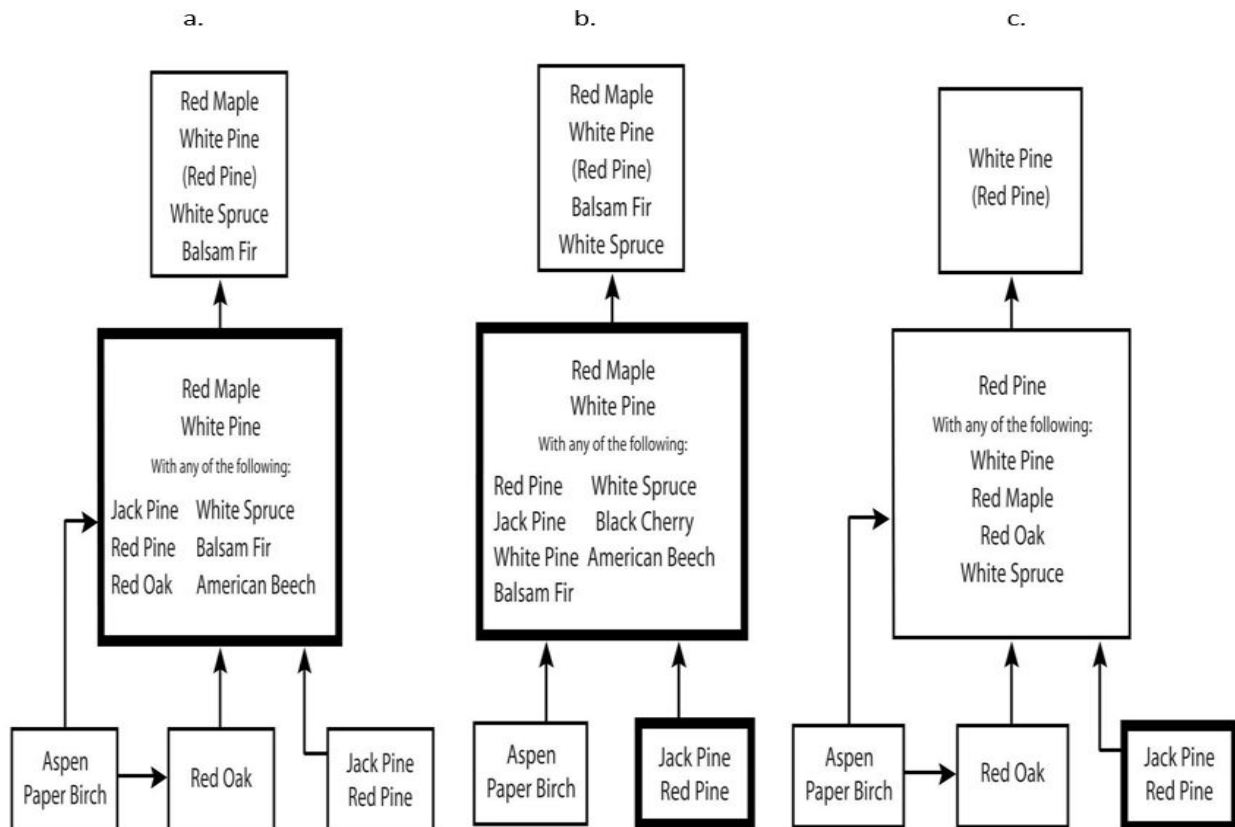 a.
Red Maple
White Pine
(Red Pine)
White Spruce
Balsam Fir
Red Maple
White Pine
With any of the following:
Jack Pine White Spruce
Red Pine Balsam Fir
Red Oak American Beech
Aspen
Paper Birch
Red Oak
Jack Pine
Red Pine
b.
Red Maple
White Pine
(Red Pine)
Balsam Fir
White Spruce
Red Maple
White Pine
With any of the following:
Red Pine White Spruce
Jack Pine Black Cherry
White Pine American Beech
Balsam Fir
Aspen
Paper Birch
Jack Pine
Red Pine
c.
White Pine
(Red Pine)
Red Pine
With any of the following:
White Pine
Red Maple
Red Oak
White Spruce
Aspen
Paper Birch
Red Oak
Jack Pine
Red Pine